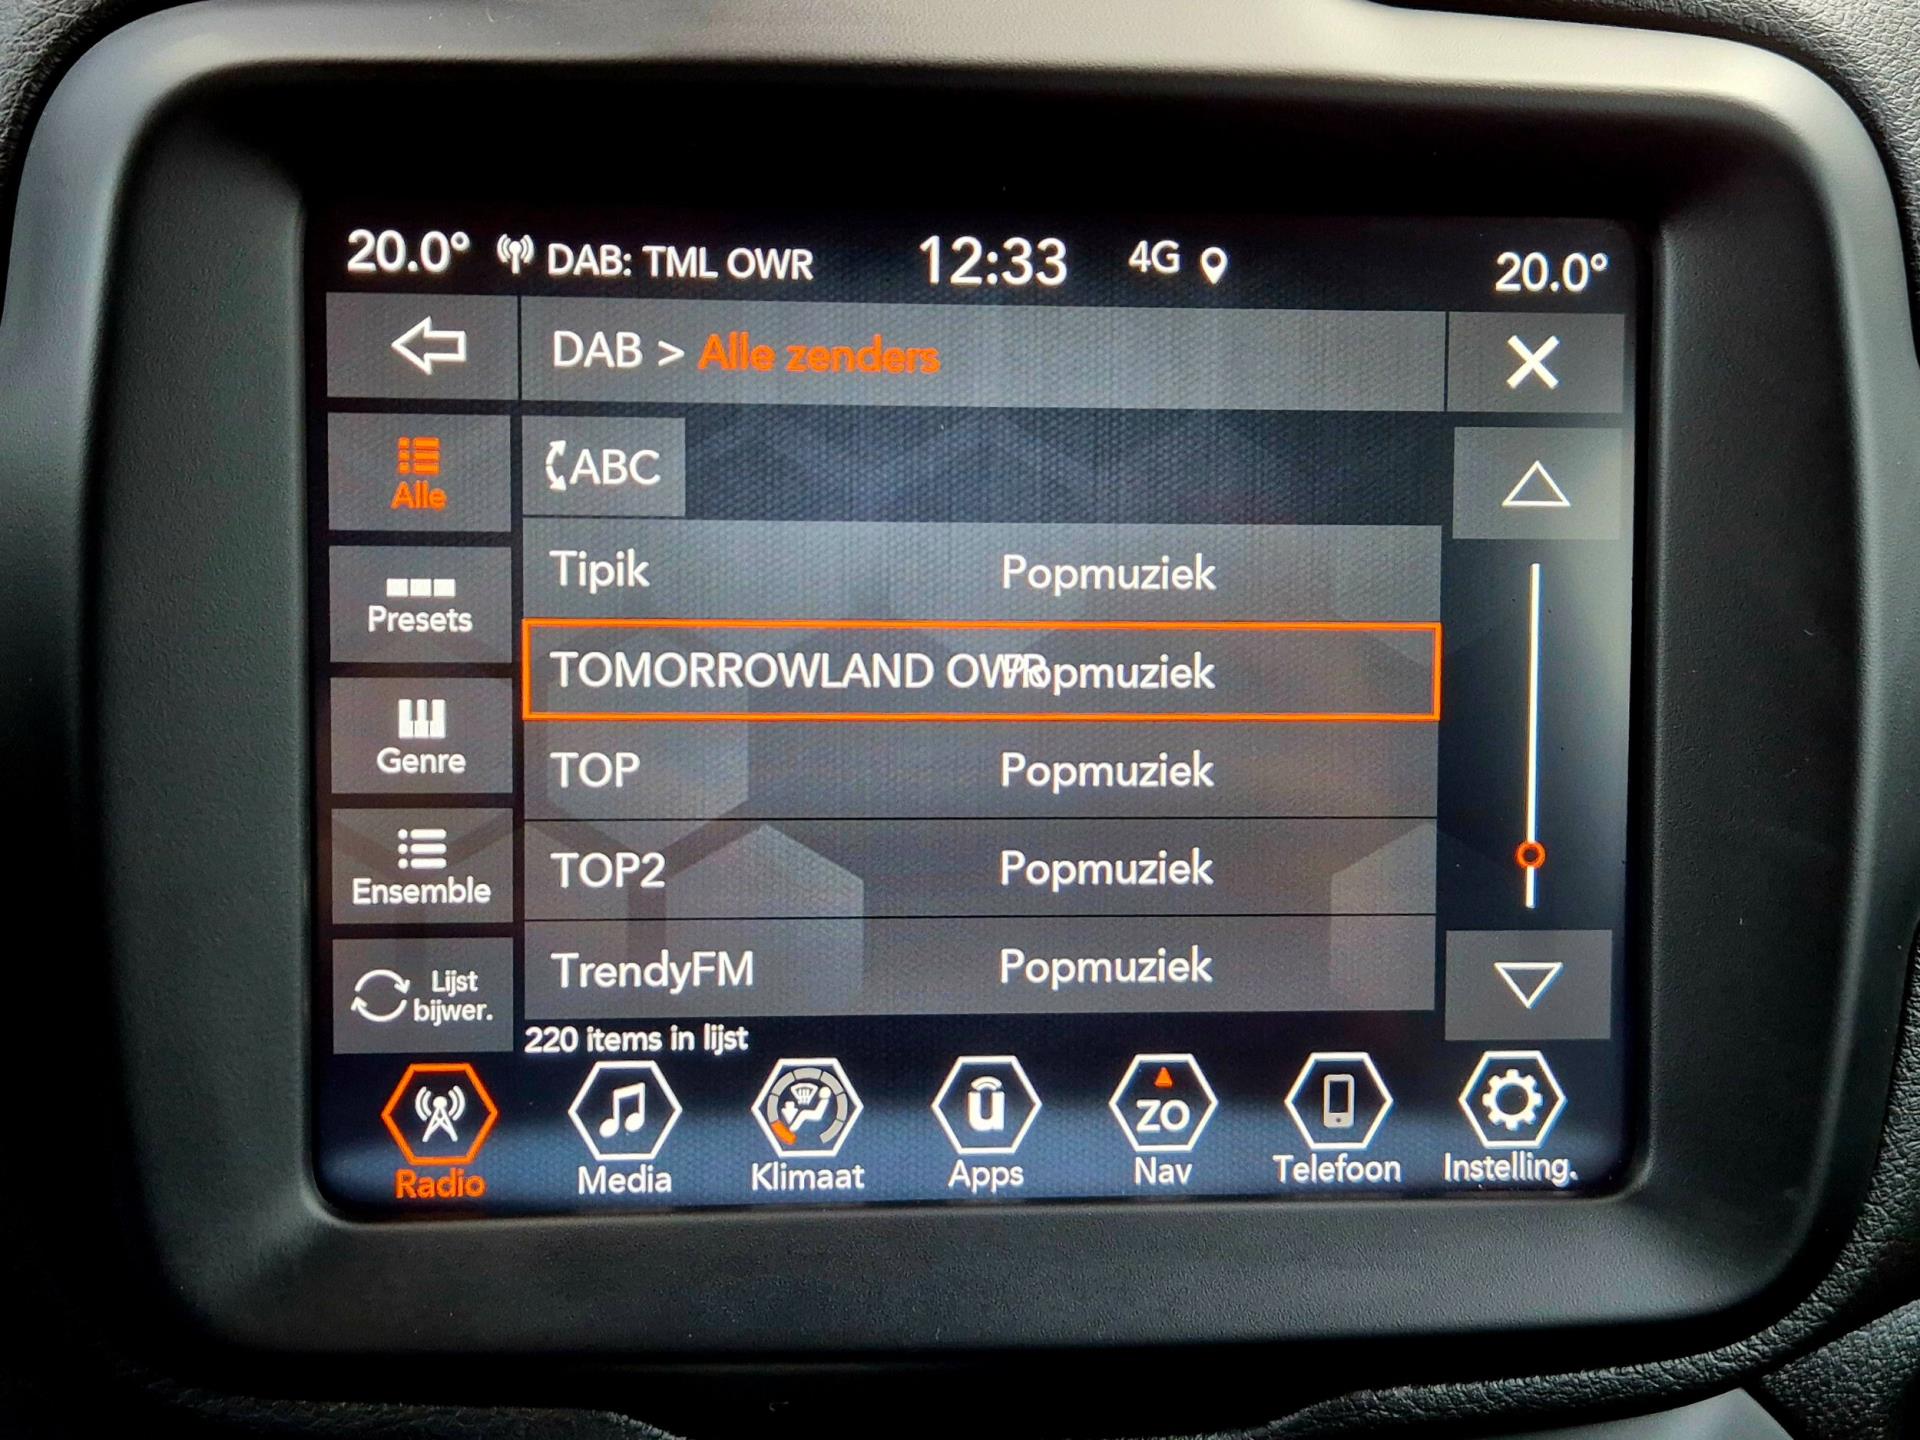 20.0° DAB: TML OWR 12:33 4G 20.0°
DAB > Alle zenders
Alle
ABC
Presets
Genre
Ensemble
Lijst
bijwer.
Tipik Popmuziek
TOMORROWLAND OWR Popmuziek
TOP Popmuziek
TOP2 Popmuziek
TrendyFM Popmuziek
220 items in lijst
Radio
Media
Klimaat
u
Apps
ZO
Nav
Telefoon
Instelling.